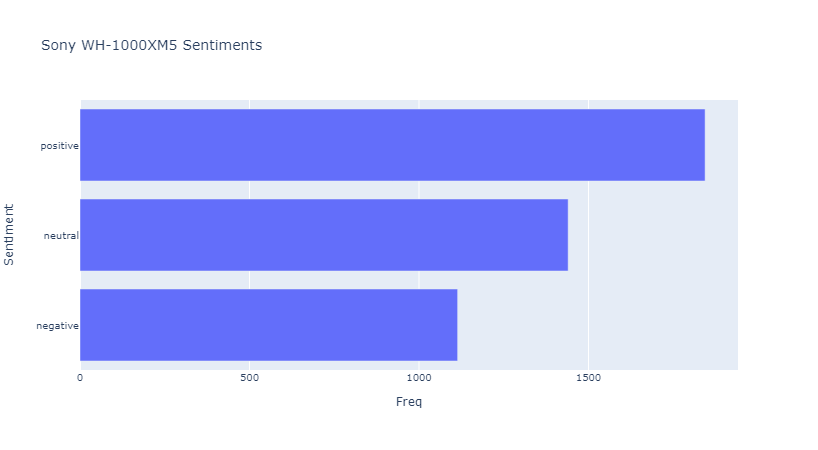 Sony WH-1000XM5 Sentiments
Sentiment
positive
neutral
negative
0 500 1000 1500
Freq